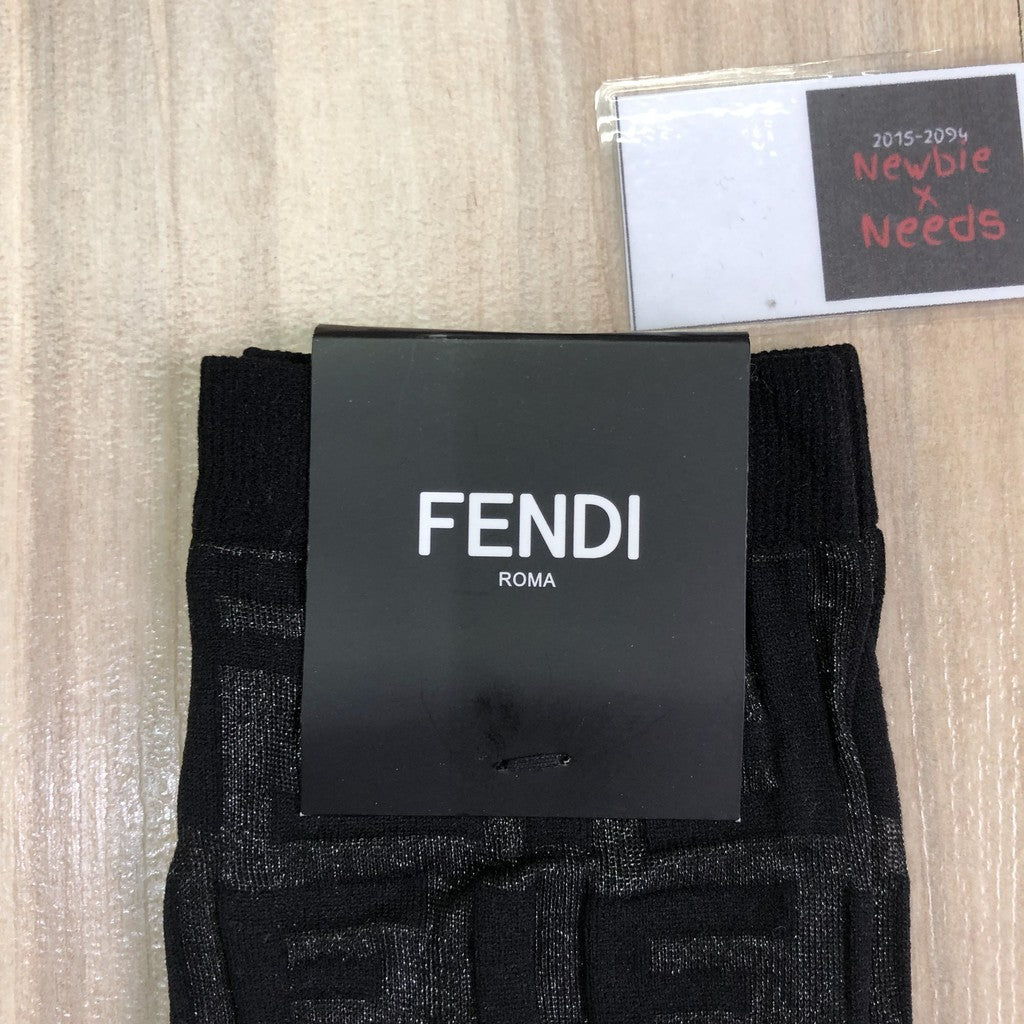 2015-2094
Newbie
x
Needs
FENDI
ROMA